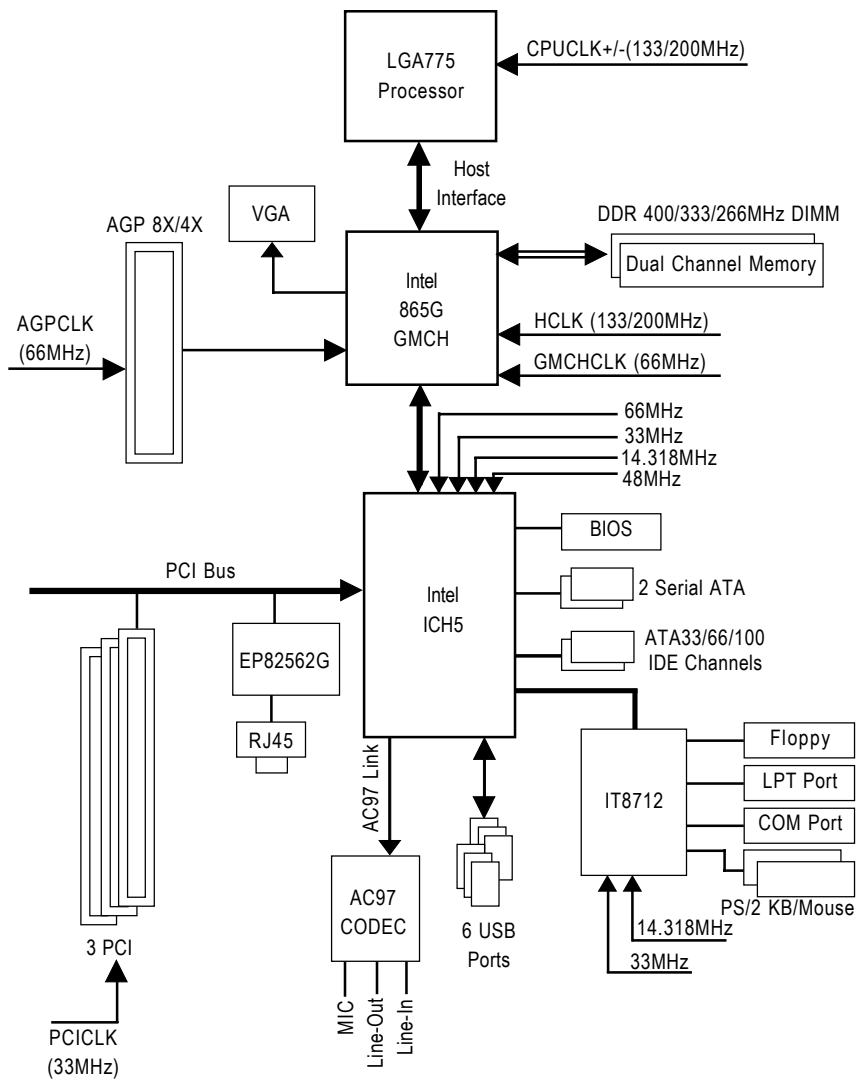 LGA775
Processor
CPUCLK+/-(133/200MHz)
Host
Interface
VGA
AGP 8X/4X
DDR 400/333/266MHz DIMM
Dual Channel Memory
Intel
865G
GMCH
AGPCLK
(66MHz)
HCLK (133/200MHz)
GMCHCLK (66MHz)
66MHz
33MHz
14.318MHz
48MHz
BIOS
PCI Bus
Intel
ICH5
2 Serial ATA
ATA33/66/100
IDE Channels
EP82562G
RJ45
AC97 Link
Floppy
LPT Port
IT8712
COM Port
PS/2 KB/Mouse
AC97
CODEC
6 USB
Ports
14.318MHz
33MHz
3 PCI
MIC
Line-Out
Line-In
PCICLK
(33MHz)